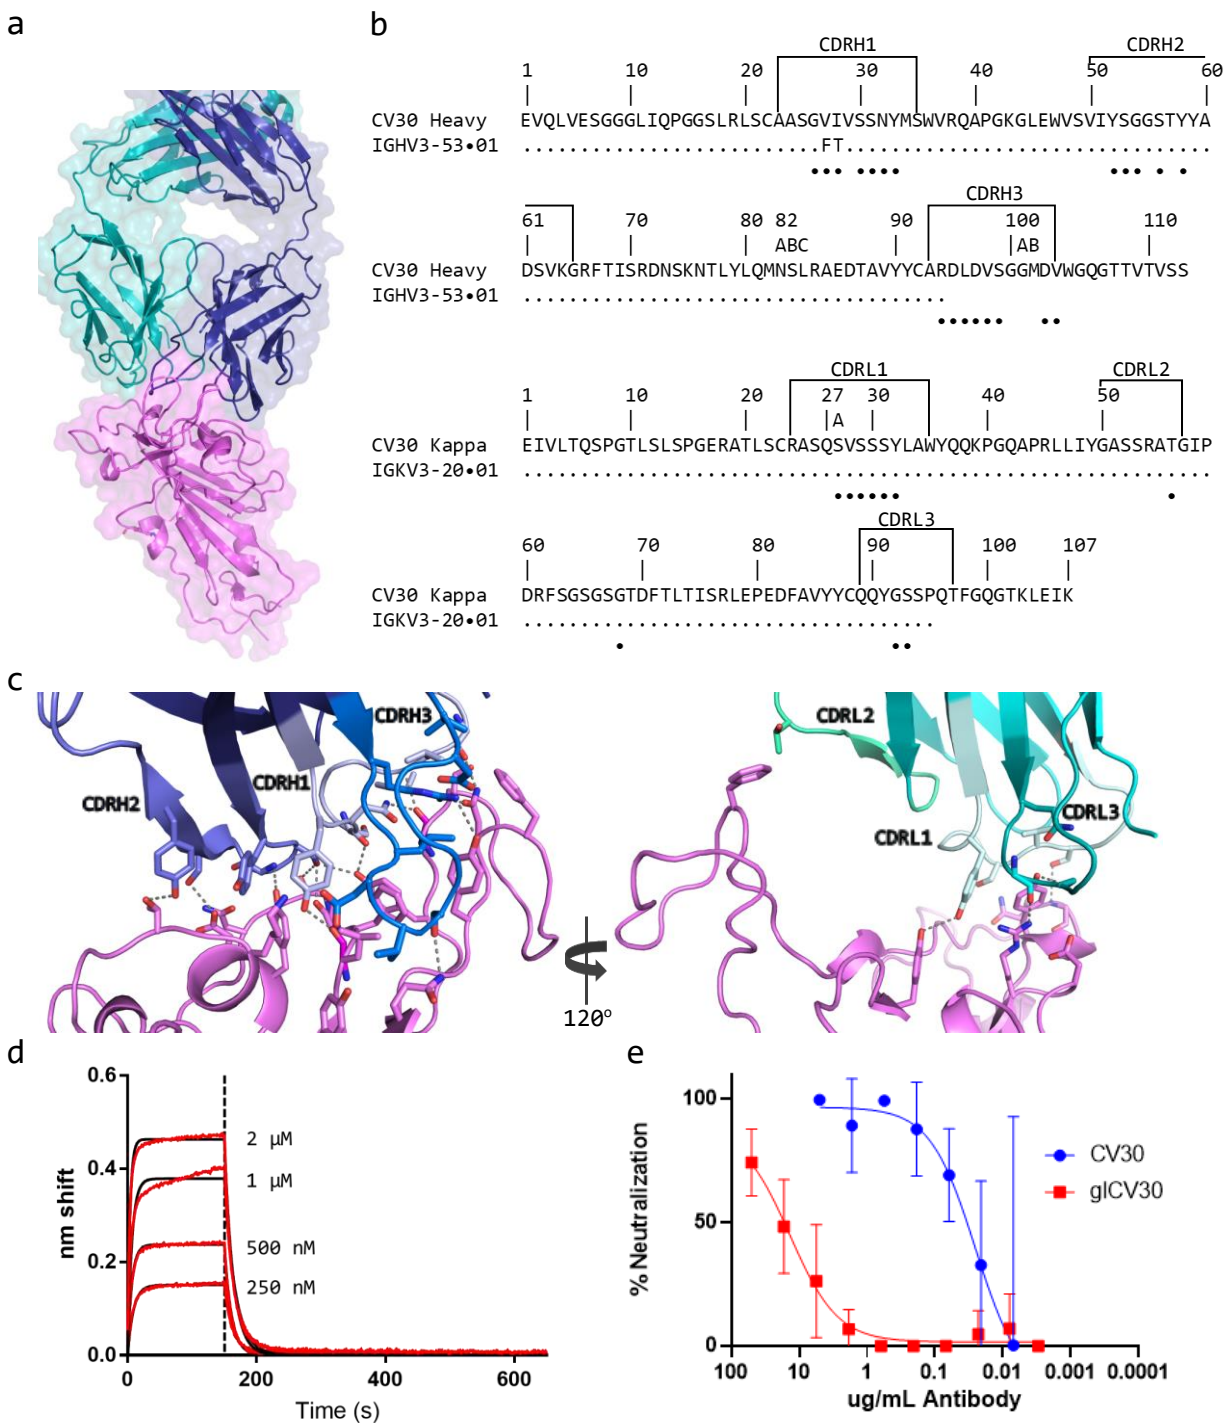 a
b
CDRH1 CDRH2
1 10 20 30 40 50 60
CV30 Heavy EVQLVESGGGLIQPGGSLRLSCAASGVIVSSNYMSWVRQAPGKGLEWVSVIYSGGSTYYA
IGHV3-53•01 ..........................FT................................
CDRH3
61 70 80 82 90 100 110
ABC AB
CV30 Heavy DSVKGRFTISRDNSKNTLYLQMNSLRAEDTAVYYCARDLDVSGGMDVWGQGTTVTVSS
IGHV3-53•01 .....................................
CDRL1 CDRL2
1 10 20 27 30 40 50
A
CV30 Kappa EIVLTQSPGTLSLSPGERATLSCRASQSVSSSYLAWYQQKPGQAPRLLIYGASSRATGIP
IGKV3-20•01 ............................................................
CDRL3
60 70 80 90 100 107
CV30 Kappa DRFSGSGSGTDFTLTISRLEPEDFAVYYCQQYGSSPQTFGQGTKLEIK
IGKV3-20•01 ....................................
c
CDRH3
CDRH1
CDRH2
CDRL2
CDRL1
CDRL3
120°
d
nm shift
0.6
0.4
0.2
0.0
2 µM
1 µM
500 nM
250 nM
0 200 400 600
Time (s)
e
% Neutralization
100
50
0
CV30
glCV30
100 10 1 0.1 0.01 0.001 0.0001
ug/mL Antibody